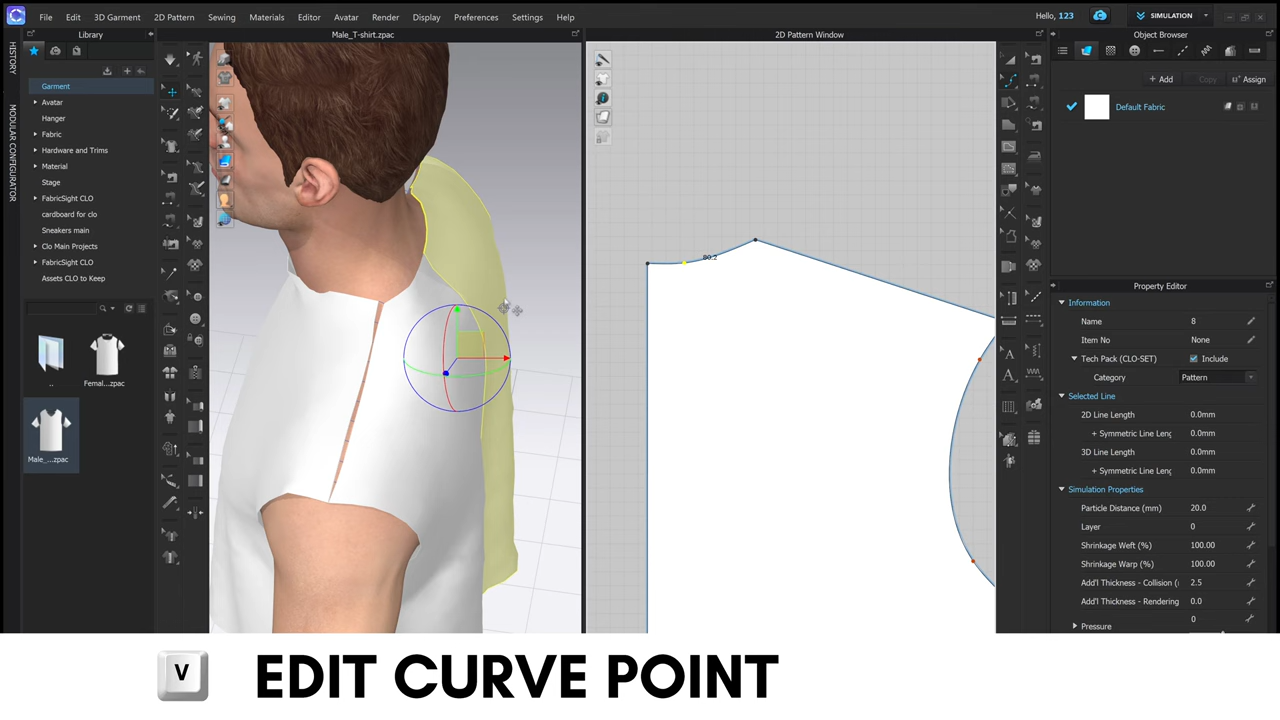 File Edit 3D Garment 2D Pattern Sewing Materials Editor Avatar Render Display Preferences Settings Help Hello, 123 SIMULATION
Library
Male_T-shirt.zpac
2D Pattern Window
Object Browser
HISTORY
MODULAR CONFIGURATOR
Garment
Avatar
Hanger
Fabric
Hardware and Trims
Material
Stage
FabricSight CLO
cardboard for clo
Sneakers main
Clo Main Projects
FabricSight CLO
Assets CLO to Keep
..
Femal...zpac
Male_...zpac
80.2
+ Add Copy Assign
Default Fabric
Property Editor
Information
Name 8
Item No None
Tech Pack (CLO-SET) Include
Category Pattern
Selected Line
2D Line Length 0.0mm
+ Symmetric Line Leng 0.0mm
3D Line Length 0.0mm
+ Symmetric Line Leng 0.0mm
Simulation Properties
Particle Distance (mm) 20.0
Layer 0
Shrinkage Weft (%) 100.00
Shrinkage Warp (%) 100.00
Add'l Thickness - Collision ( 2.5
Add'l Thickness - Rendering 0.0
Pressure 0
V EDIT CURVE POINT